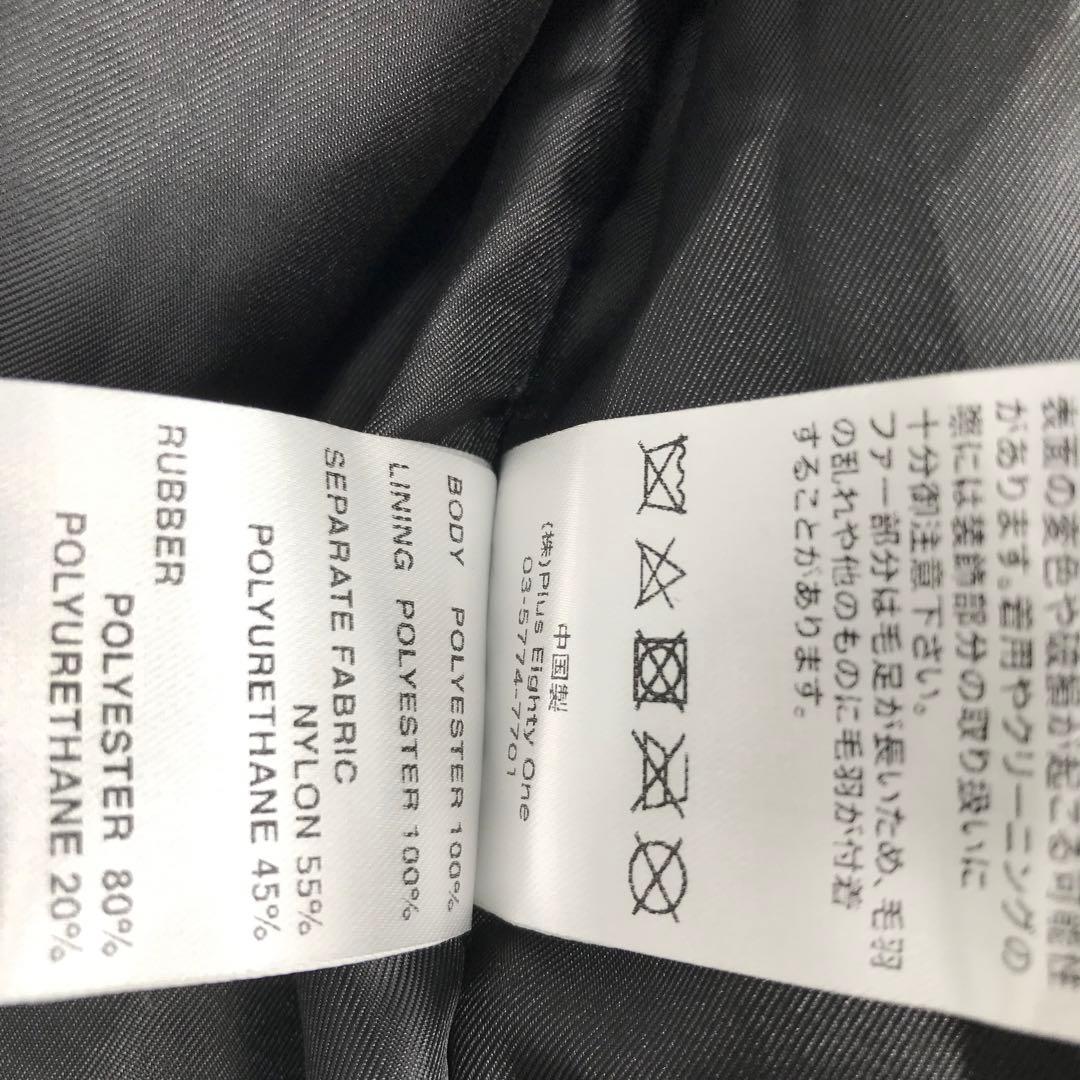 表面の変色や接着が起こる可能性
があります。着用やクリーニングの
際には装飾部分の取り扱いに
十分御注意下さい。
ファー部分は毛足が長いため、毛羽
の乱れや他のものに毛羽が付着
することがあります。
中国製
(株)Plus Eighty One
03-5774-7701
BODY POLYESTER 100%
LINING POLYESTER 100%
SEPARATE FABRIC
NYLON 55%
POLYURETHANE 45%
RUBBER
POLYESTER 80%
POLYURETHANE 20%